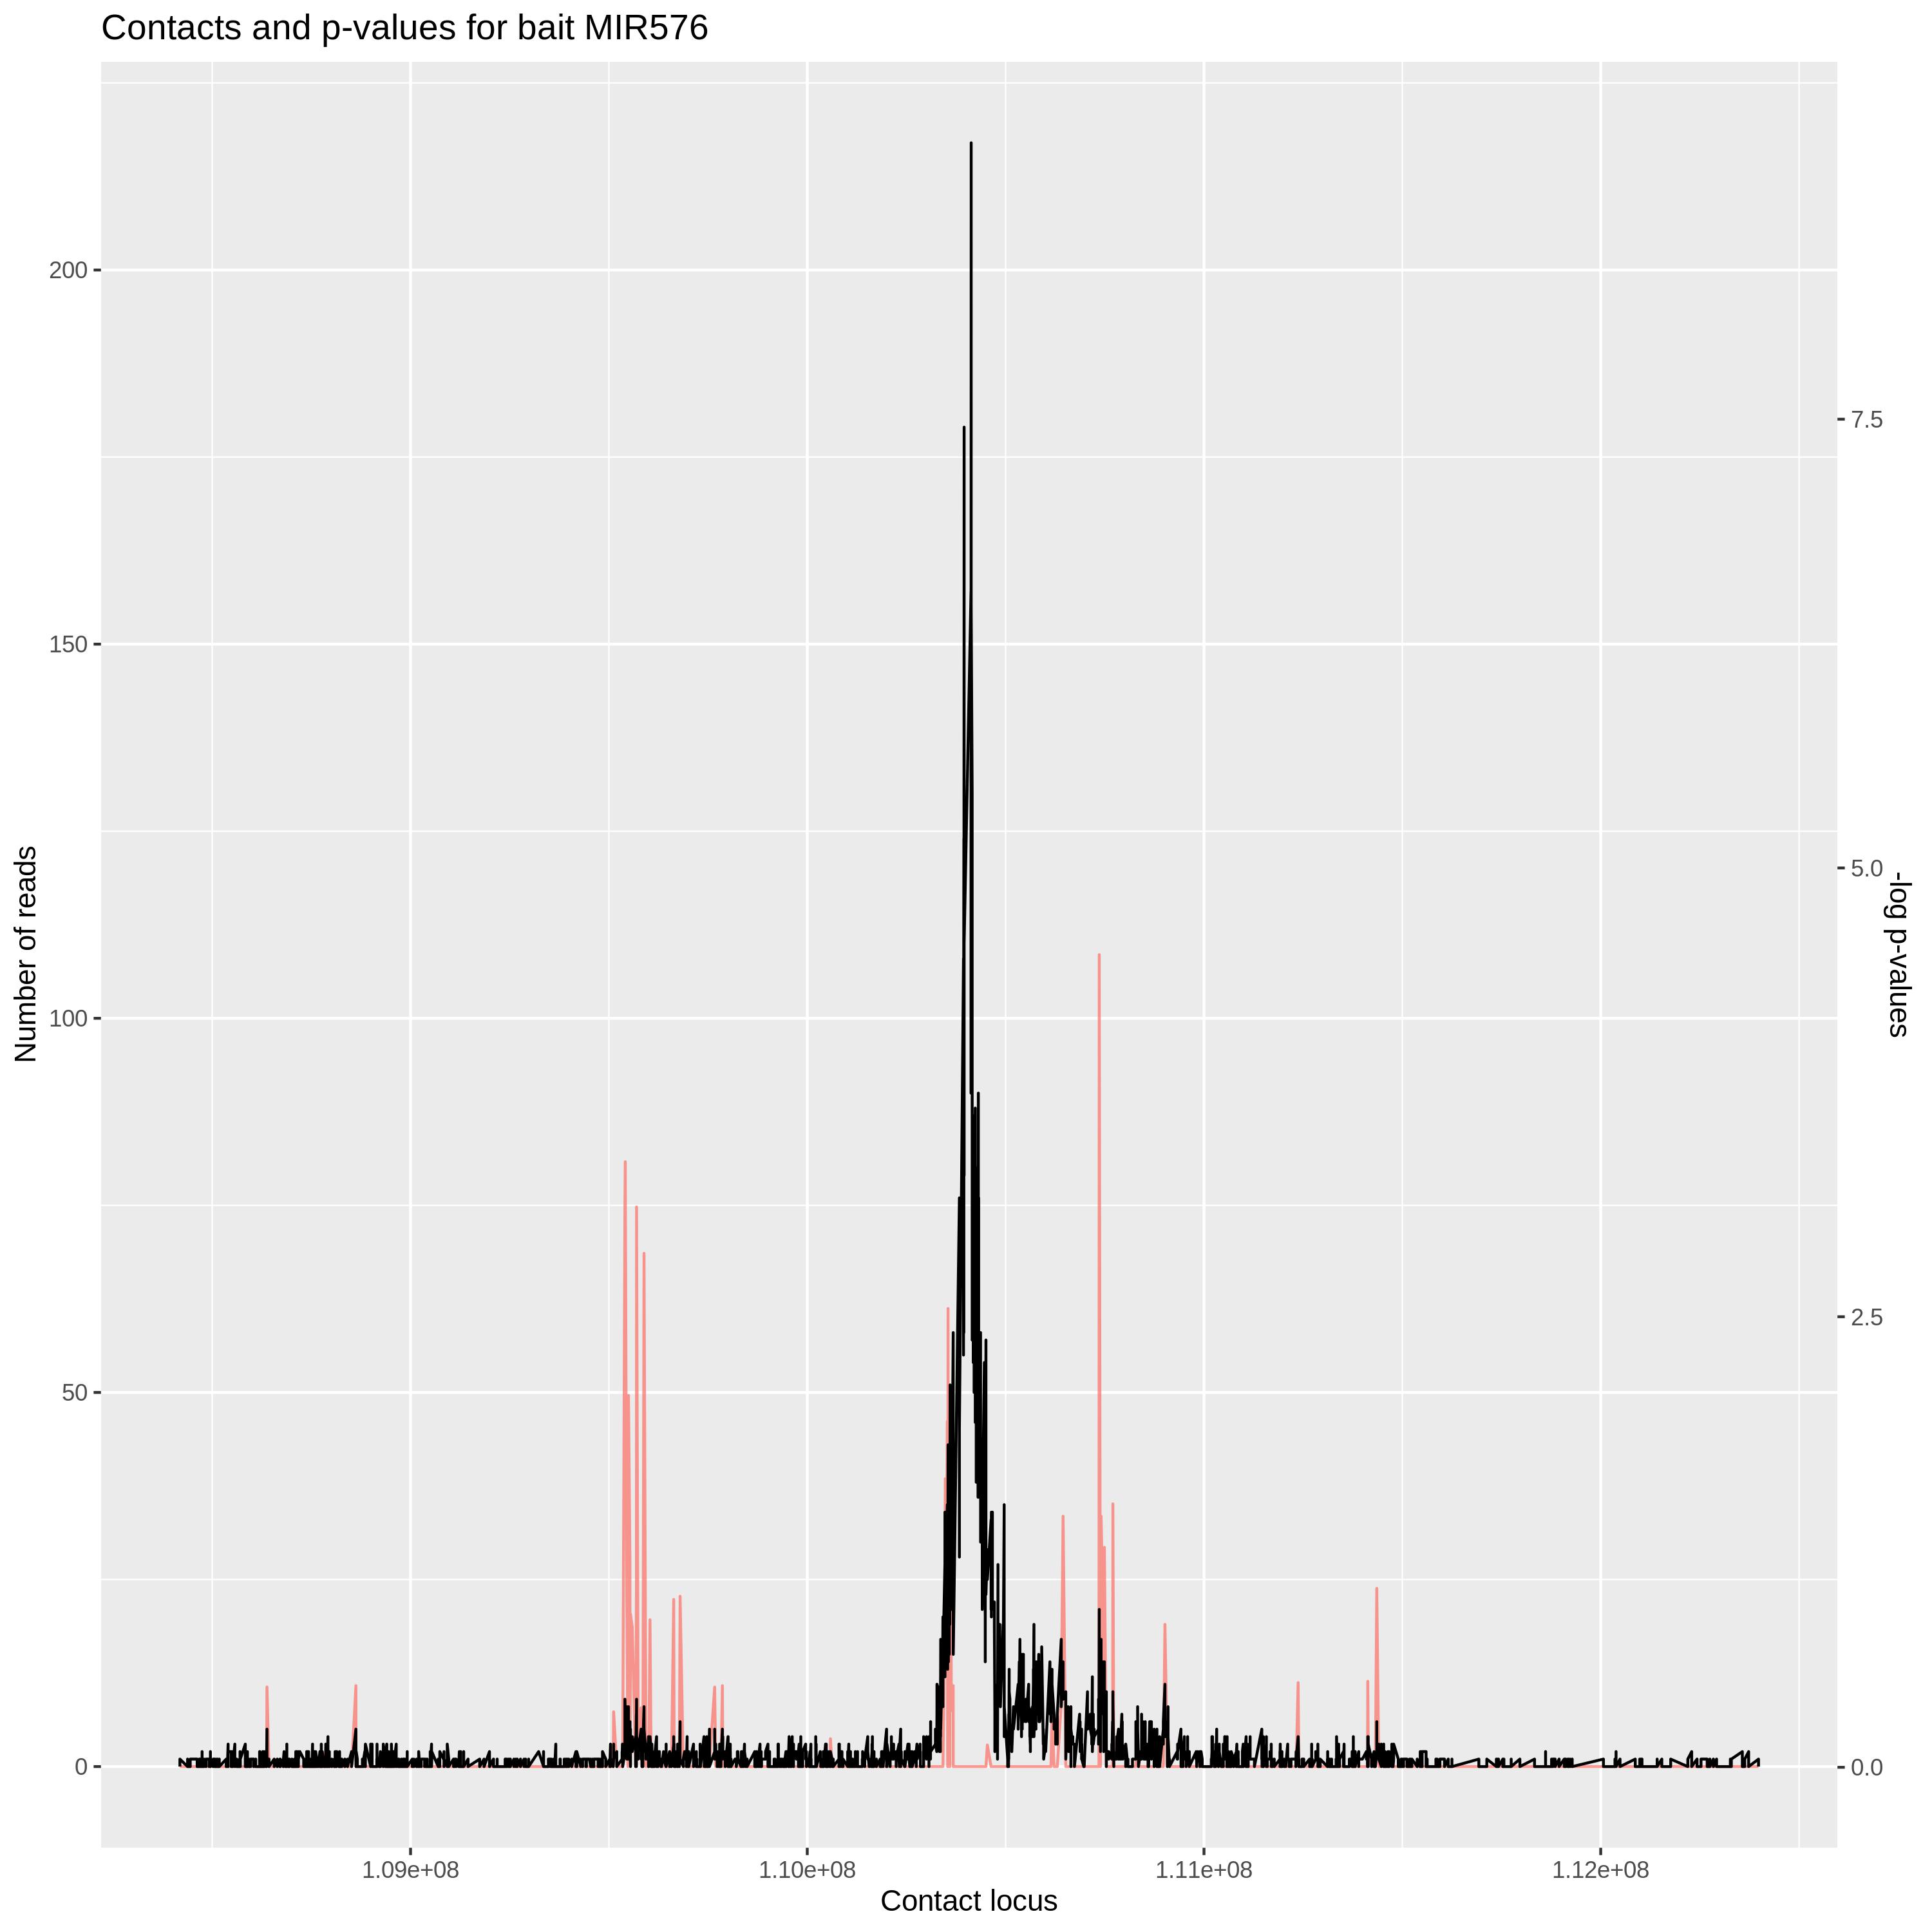 Contacts and p-values for bait MIR576
Number of reads
200
150
100
50
0
7.5
5.0
2.5
0.0
-log p-values
1.09e+08
1.10e+08
1.11e+08
1.12e+08
Contact locus